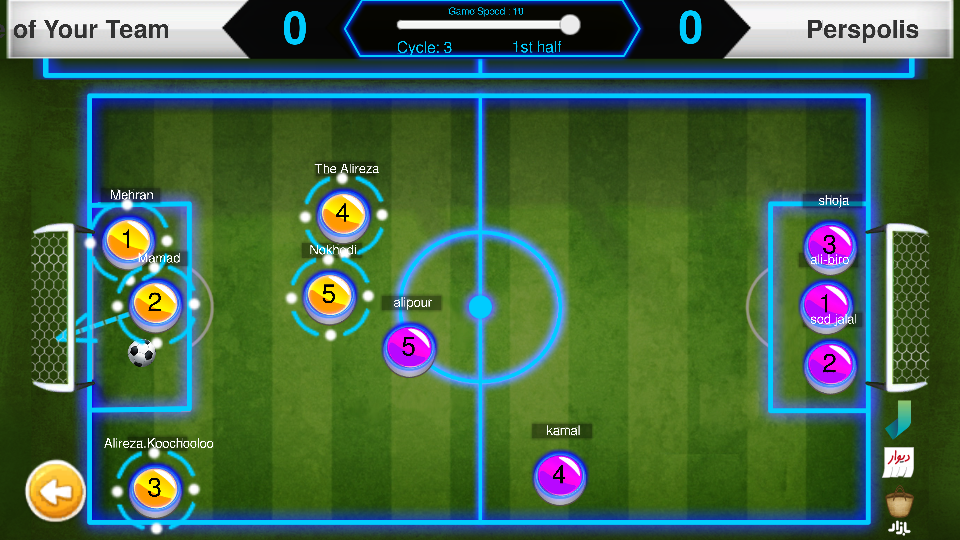 of Your Team
0
Game Speed : 10
Cycle: 3
1st half
0
Perspolis
The Alireza
4
Mehran
1
Mamad
2
Nokhodi
5
alipour
5
shoja
3
ali-biro
1
sod jalal
2
Alireza.Koochooloo
3
kamal
4
دیوار
بازار